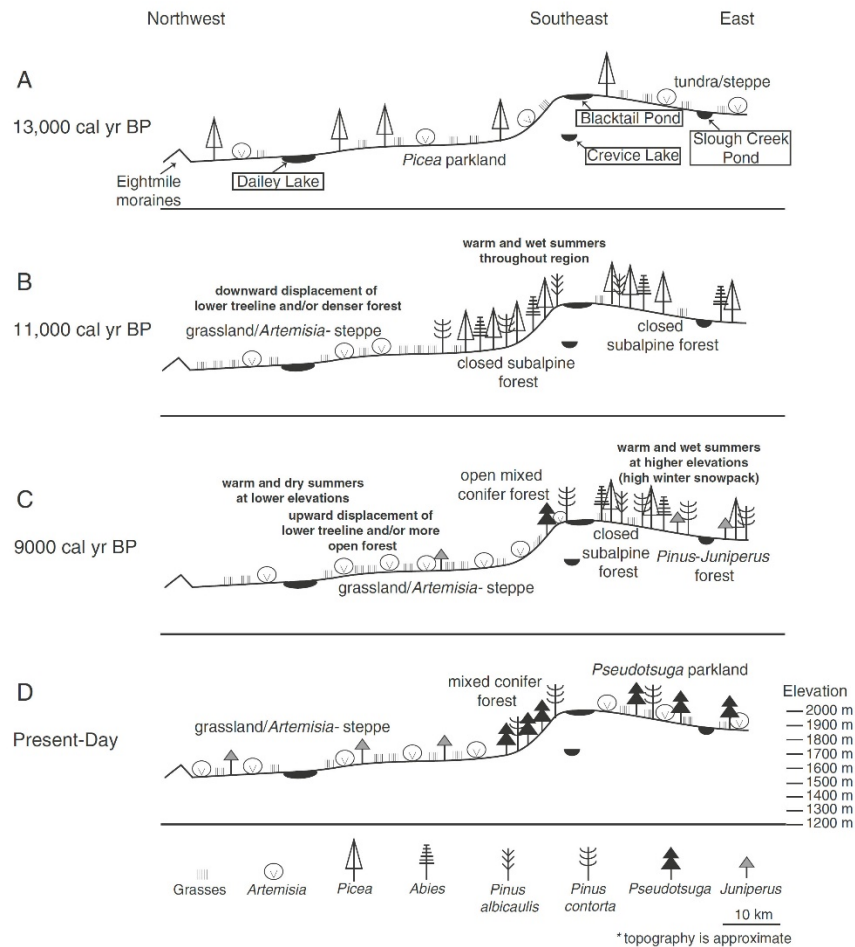 Northwest
Southeast
East
A
13,000 cal yr BP
tundra/steppe
Blacktail Pond
Picea parkland
Crevice Lake
Slough Creek
Pond
Eightmile
moraines
Dailey Lake
B
11,000 cal yr BP
warm and wet summers
throughout region
downward displacement of
lower treeline and/or denser forest
grassland/Artemisia- steppe
closed subalpine
forest
closed
subalpine forest
C
9000 cal yr BP
warm and dry summers
at lower elevations
upward displacement of
lower treeline and/or more
open forest
grassland/Artemisia- steppe
open mixed
conifer forest
warm and wet summers
at higher elevations
(high winter snowpack)
closed
subalpine
forest
Pinus-Juniperus
forest
D
Present-Day
grassland/Artemisia- steppe
mixed conifer
forest
Pseudotsuga parkland
Elevation
2000 m
1900 m
1800 m
1700 m
1600 m
1500 m
1400 m
1300 m
1200 m
Grasses
Artemisia
Picea
Abies
Pinus
albicaulis
Pinus
contorta
Pseudotsuga
Juniperus
10 km
* topography is approximate